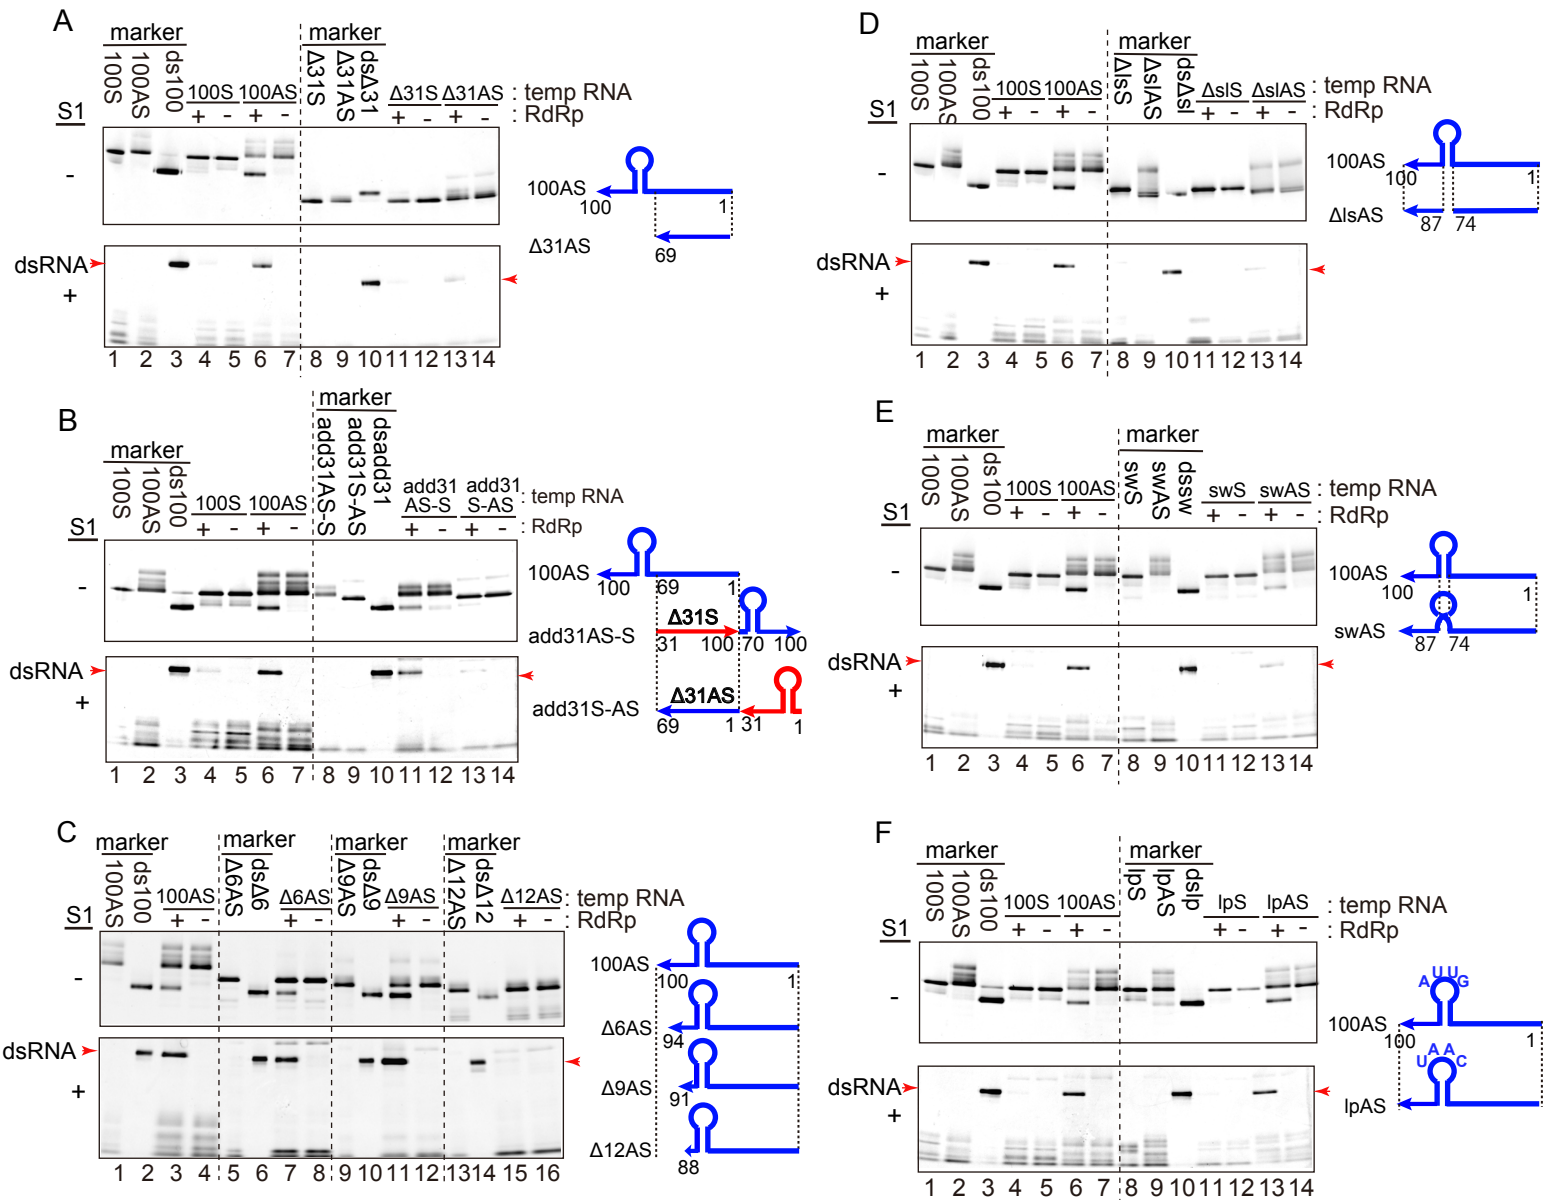 A
marker
marker
100S
100AS
ds100
Δ31S
Δ31AS
dsΔ31
100S 100AS
Δ31S Δ31AS : temp RNA
S1
+ - + -
+ - + - : RdRp
-
100AS
100
1
Δ31AS
69
dsRNA
+
1 2 3 4 5 6 7 8 9 10 11 12 13 14
B
marker
marker
100S
100AS
ds100
add31AS-S
add31S-AS
dsadd31
100S 100AS
add31 AS-S
add31 S-AS
: temp RNA
S1
+ - + -
+ - + - : RdRp
-
100AS
100 69 1
Δ31S
add31AS-S
31 100 70 100
Δ31AS
add31S-AS
69 1 31 1
dsRNA
+
1 2 3 4 5 6 7 8 9 10 11 12 13 14
C
marker
marker
marker
marker
100AS
ds100
Δ6AS
dsΔ6
Δ9AS
dsΔ9
Δ12AS
dsΔ12
100AS Δ6AS Δ9AS Δ12AS : temp RNA
S1
+ - + - + - + - : RdRp
-
100AS
100 1
Δ6AS
94
Δ9AS
91
Δ12AS
88
dsRNA
+
1 2 3 4 5 6 7 8 9 10 11 12 13 14 15 16
D
marker
marker
100S
100AS
ds100
ΔlsS
ΔslAS
dsΔsl
100S 100AS
ΔslS ΔslAS : temp RNA
S1
+ - + -
+ - + - : RdRp
-
100AS
100 1
ΔlsAS
87 74
dsRNA
+
1 2 3 4 5 6 7 8 9 10 11 12 13 14
E
marker
marker
100S
100AS
ds100
swS
swAS
dssw
100S 100AS
swS swAS : temp RNA
S1
+ - + -
+ - + - : RdRp
-
100AS
100 1
swAS
87 74
dsRNA
+
1 2 3 4 5 6 7 8 9 10 11 12 13 14
F
marker
marker
100S
100AS
ds100
lpS
lpAS
dslp
100S 100AS
lpS lpAS : temp RNA
S1
+ - + -
+ - + - : RdRp
-
A U U G
100AS
100 1
U A A C
lpAS
dsRNA
+
1 2 3 4 5 6 7 8 9 10 11 12 13 14